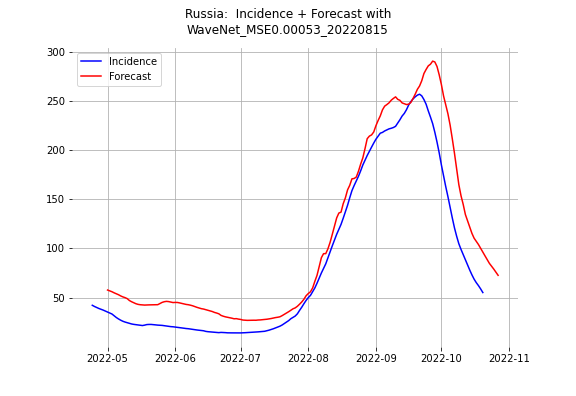 Russia:  Incidence + Forecast with
WaveNet_MSE0.00053_20220815
Incidence
Forecast
300
250
200
150
100
50
2022-05 2022-06 2022-07 2022-08 2022-09 2022-10 2022-11